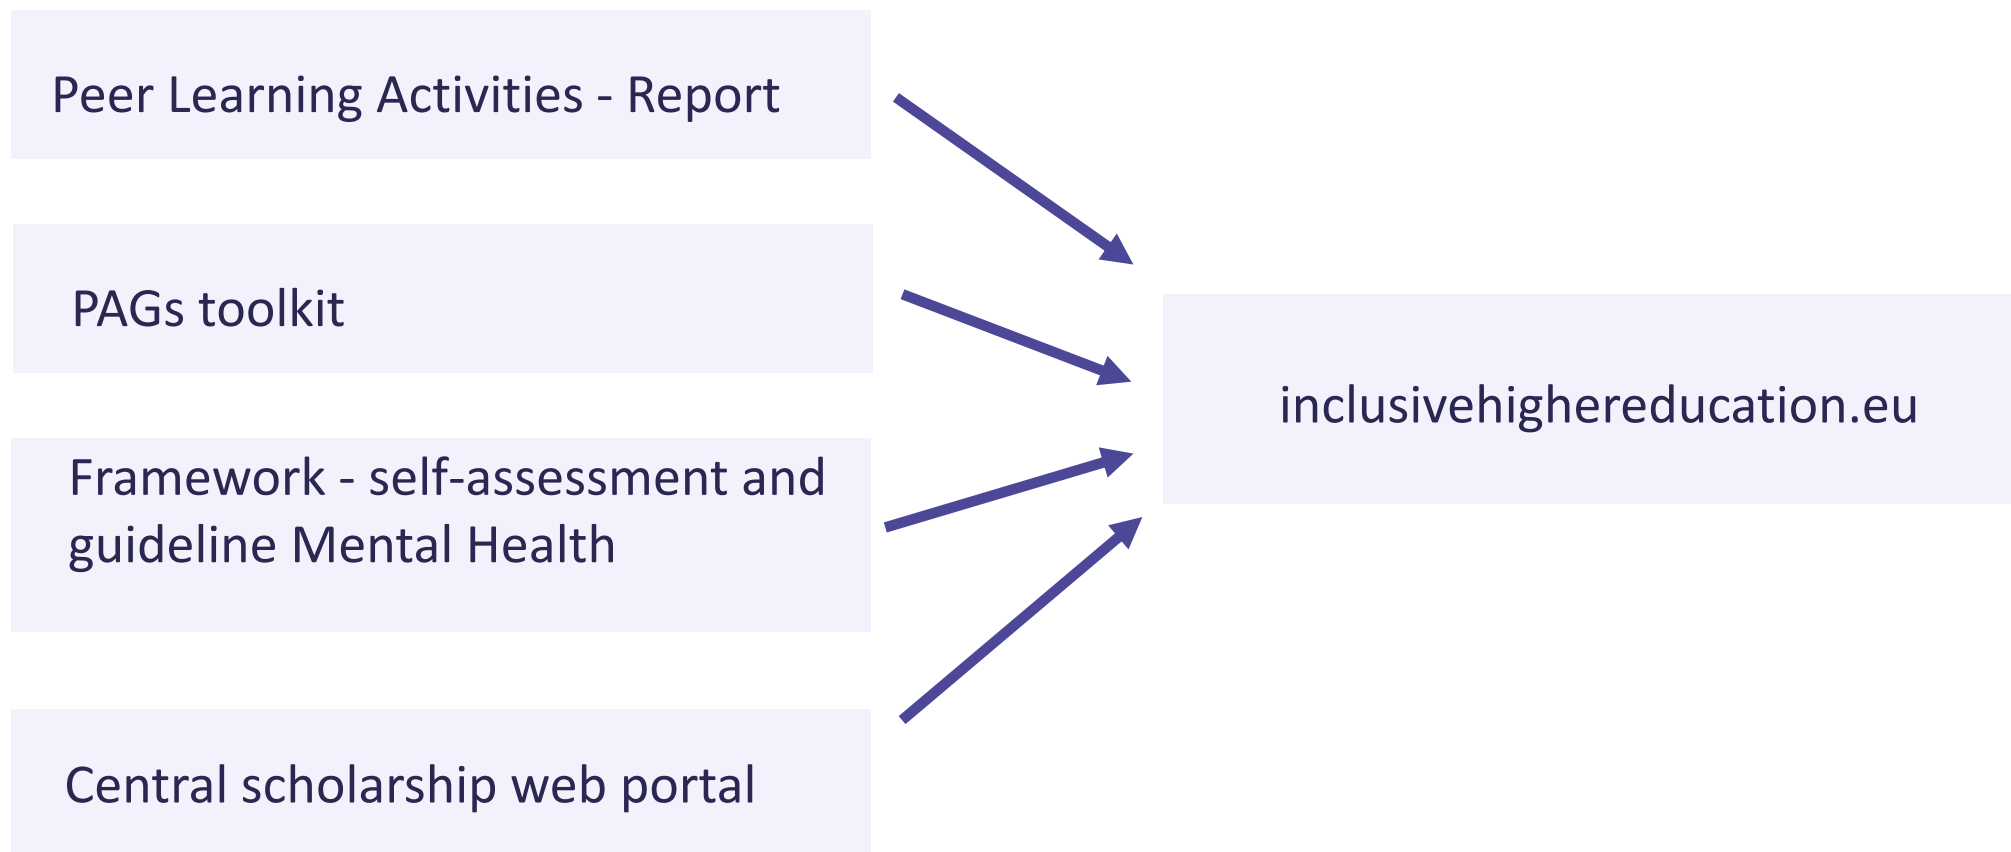 Peer Learning Activities - Report
PAGs toolkit
Framework - self-assessment and
guideline Mental Health
Central scholarship web portal
inclusivehighereducation.eu